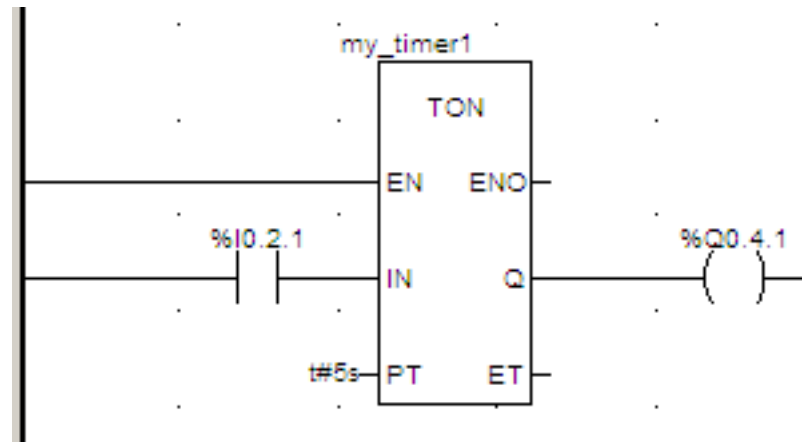 my_timer1
TON
EN ENO
%I0.2.1 %Q0.4.1
IN Q
t#5s PT ET